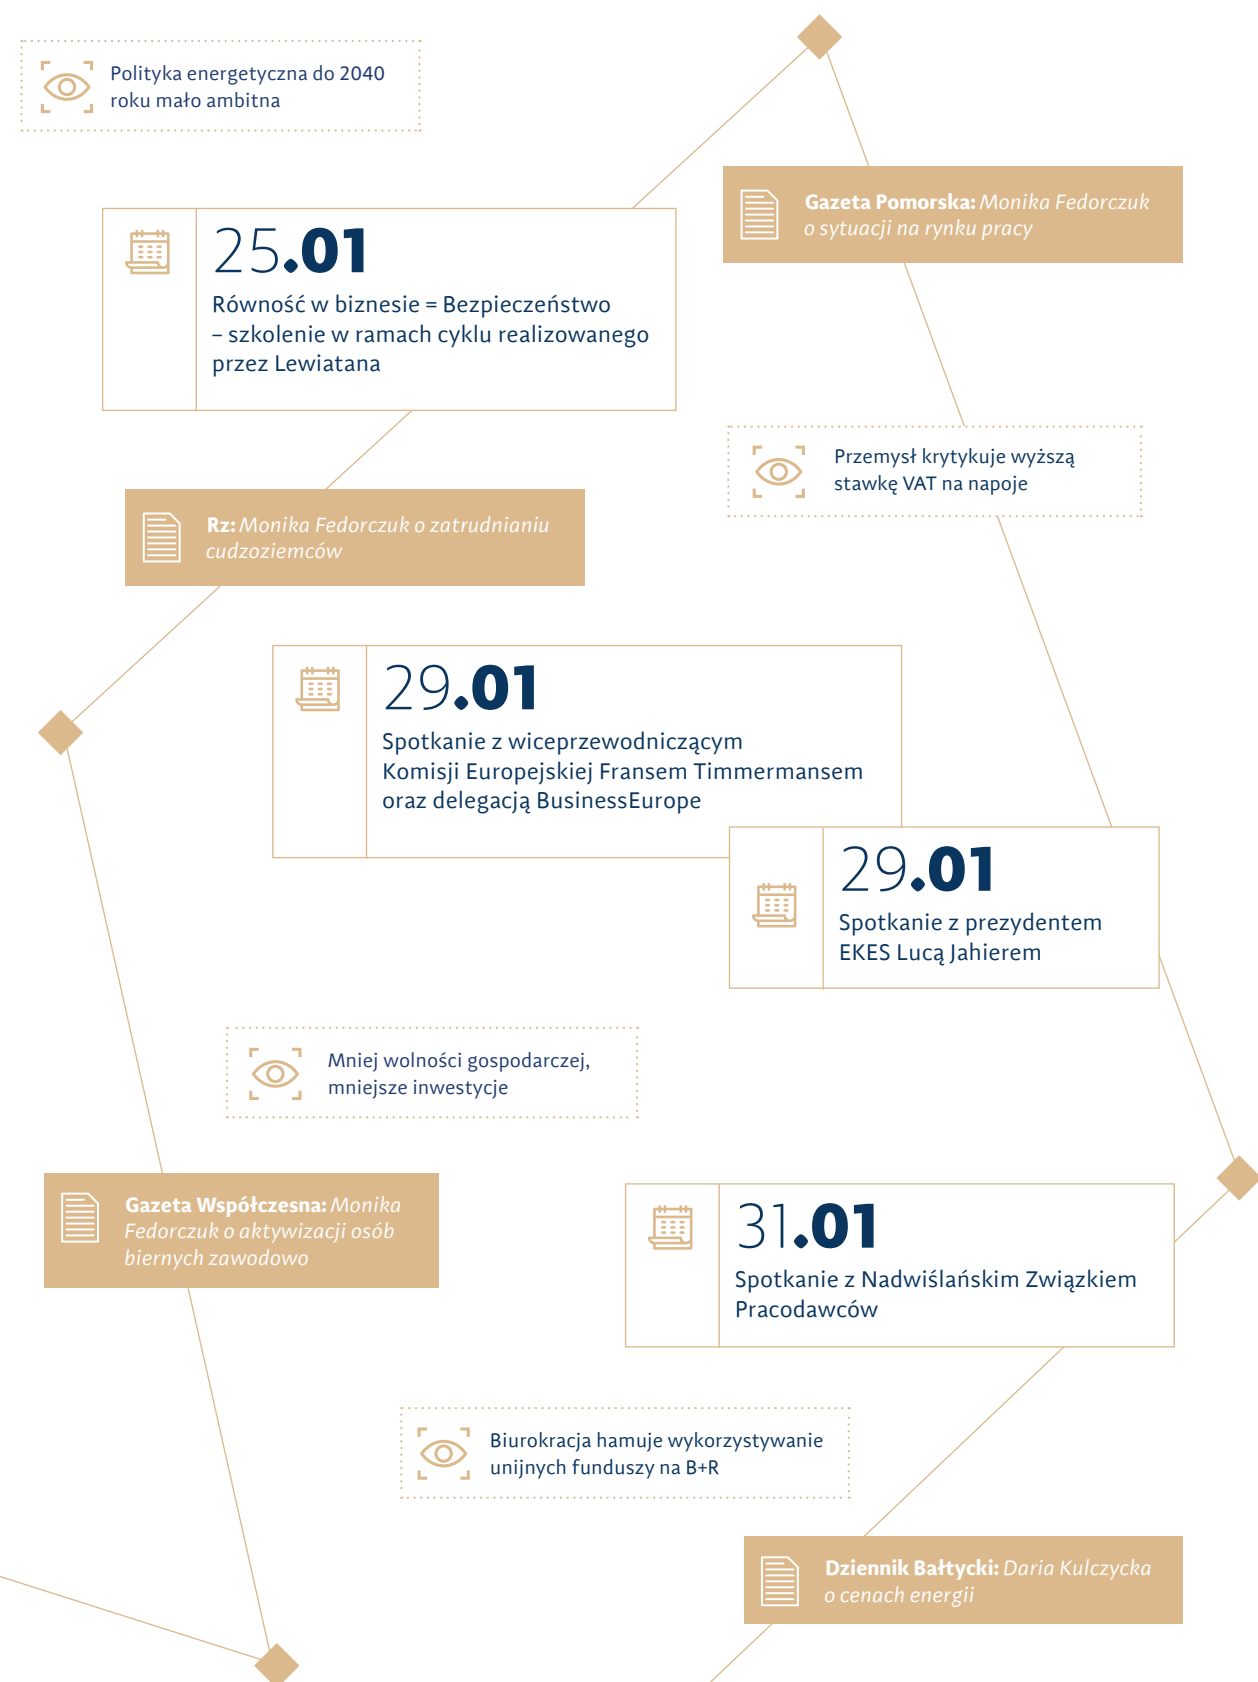 Polityka energetyczna do 2040
roku mało ambitna
Gazeta Pomorska: Monika Fedorczuk
o sytuacji na rynku pracy
25.01
Równość w biznesie = Bezpieczeństwo
– szkolenie w ramach cyklu realizowanego
przez Lewiatana
Przemysł krytykuje wyższą
stawkę VAT na napoje
Rz: Monika Fedorczuk o zatrudnianiu
cudzoziemców
29.01
Spotkanie z wiceprzewodniczącym
Komisji Europejskiej Fransem Timmermansem
oraz delegacją BusinessEurope
29.01
Spotkanie z prezydentem
EKES Lucą Jahierem
Mniej wolności gospodarczej,
mniejsze inwestycje
Gazeta Współczesna: Monika
Fedorczuk o aktywizacji osób
biernych zawodowo
31.01
Spotkanie z Nadwiślańskim Związkiem
Pracodawców
Biurokracja hamuje wykorzystywanie
unijnych funduszy na B+R
Dziennik Bałtycki: Daria Kulczycka
o cenach energii